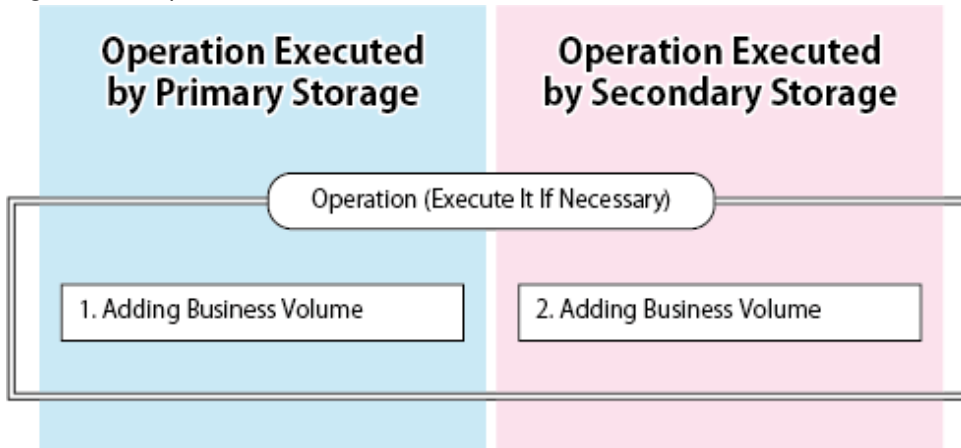 Operation Executed
by Primary Storage
Operation Executed
by Secondary Storage
Operation (Execute It If Necessary)
1. Adding Business Volume
2. Adding Business Volume